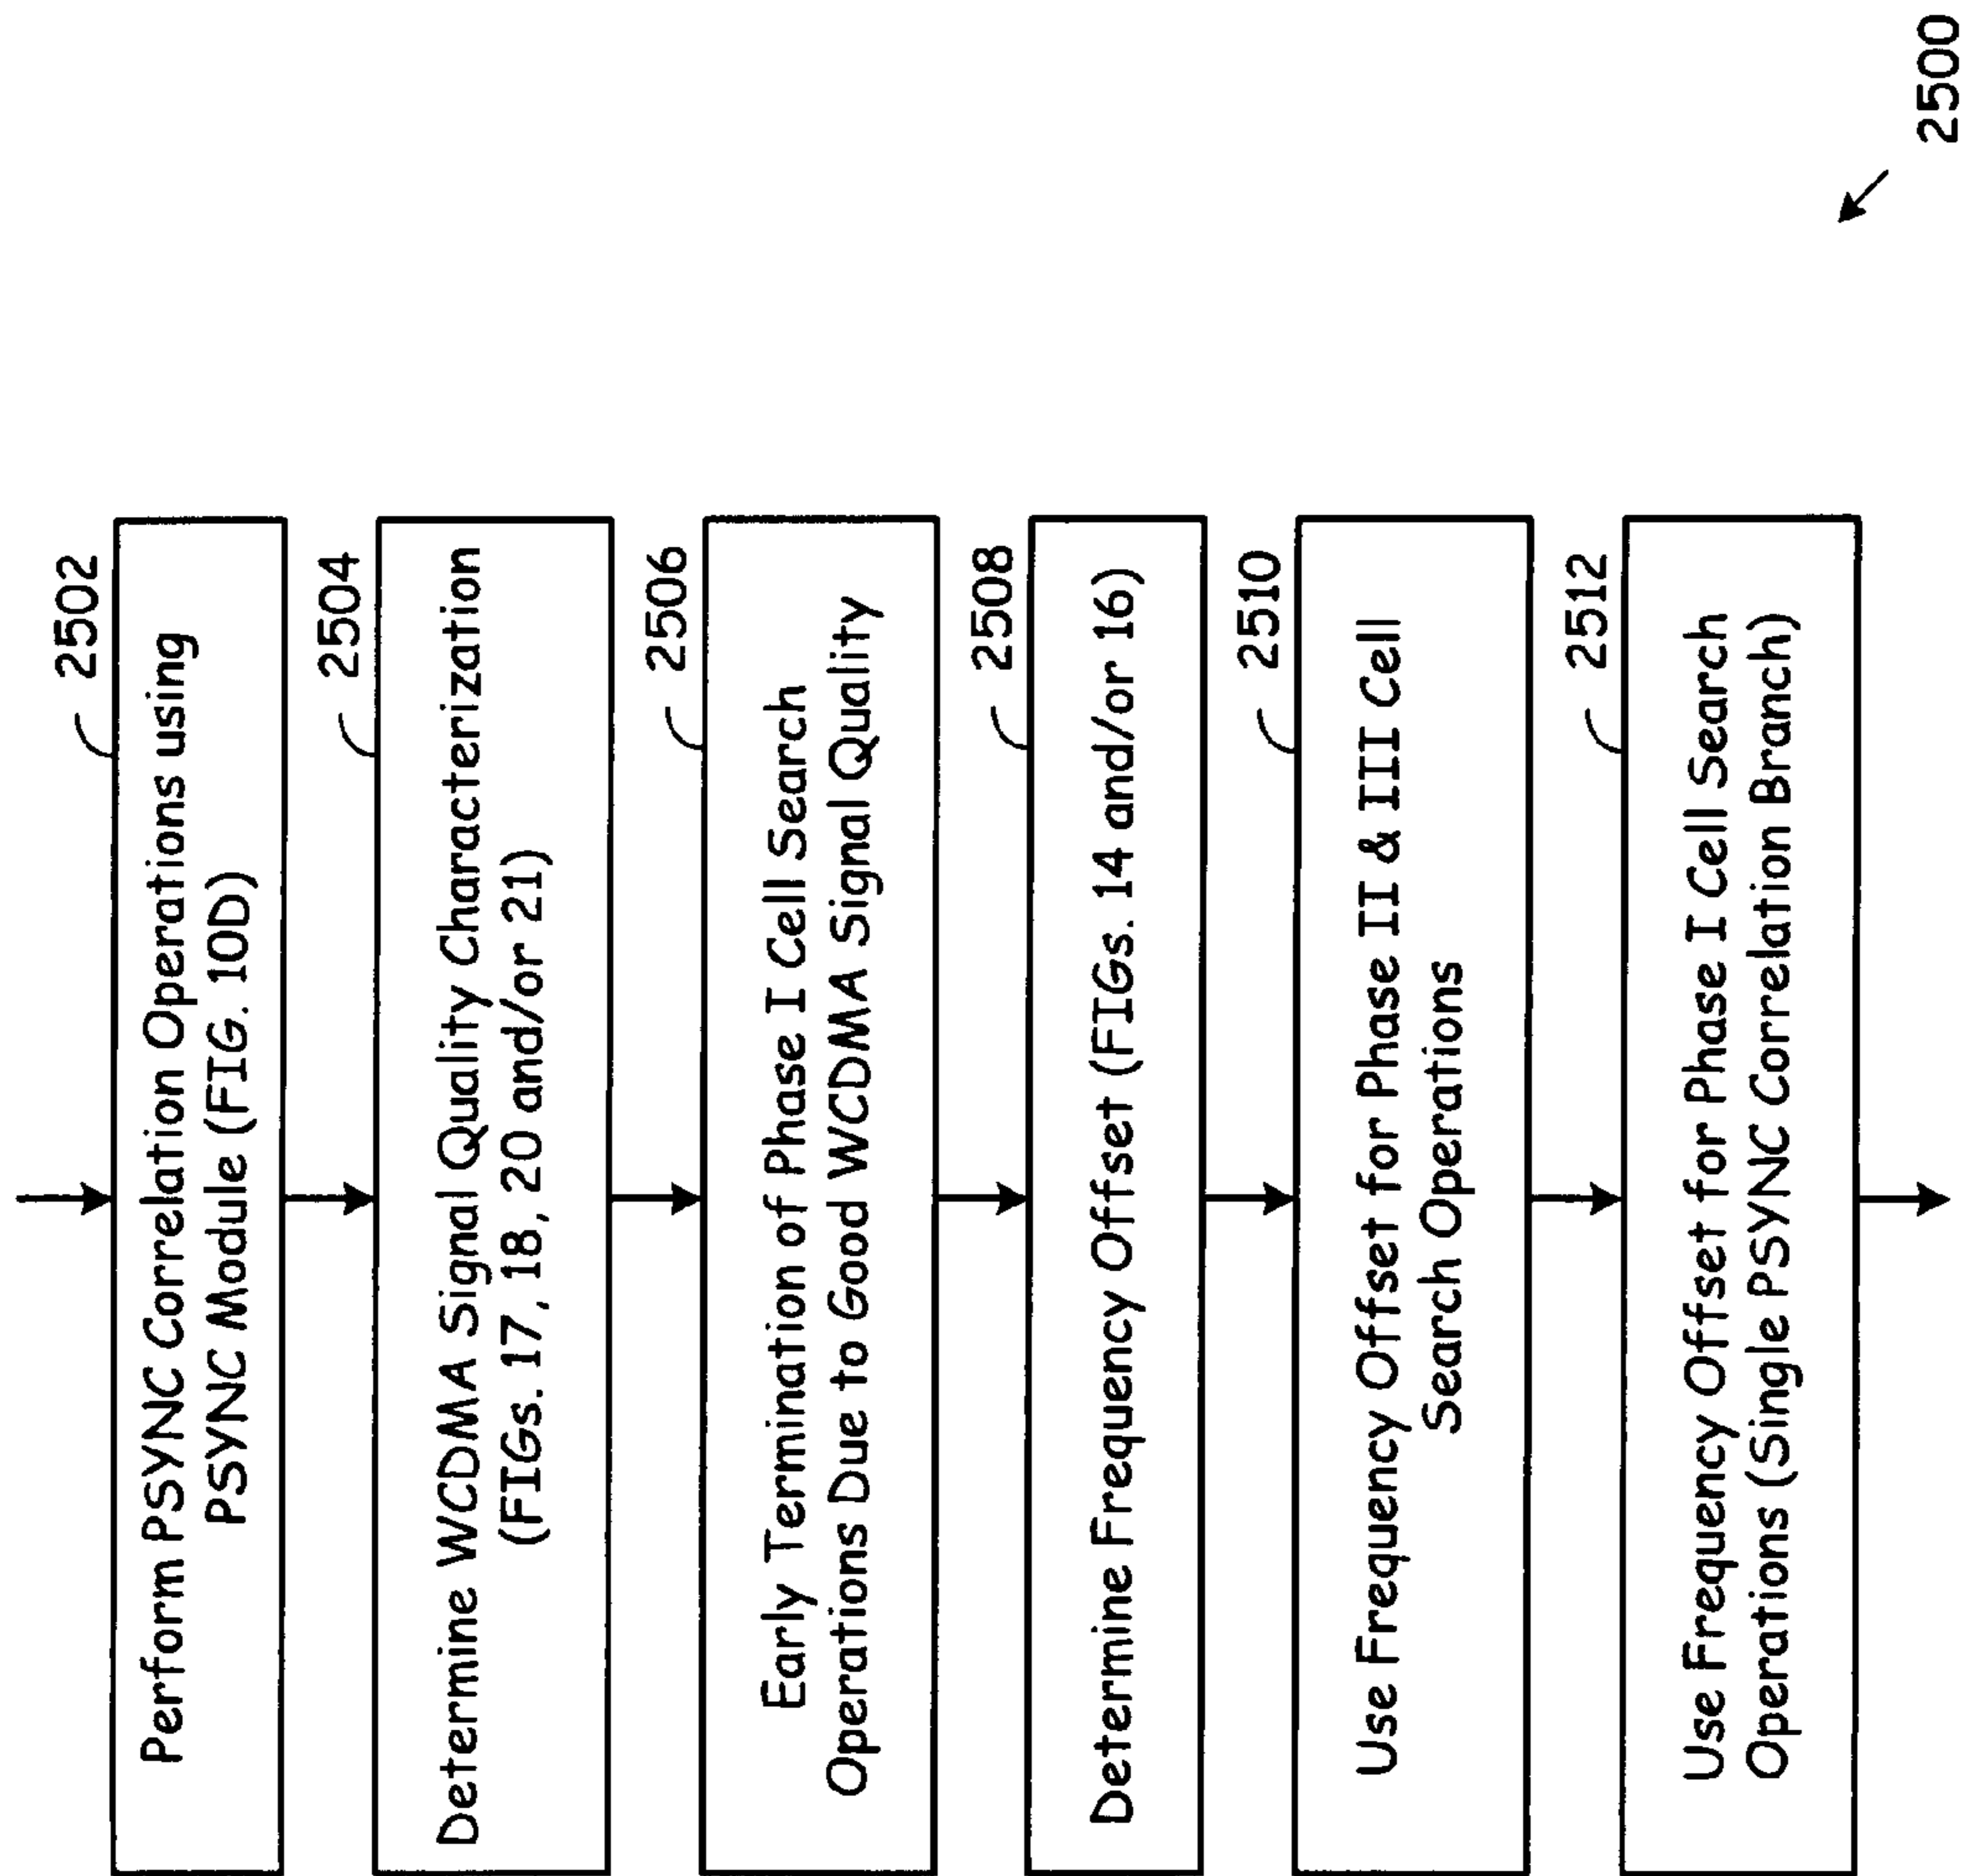 2502
Perform PSYNC Correlation Operations using
PSYNC Module (FIG. 10D)
2504
Determine WCDMA Signal Quality Characterization
(FIGs. 17, 18, 20 and/or 21)
2506
Early Termination of Phase I Cell Search
Operations Due to Good WCDMA Signal Quality
2508
Determine Frequency Offset (FIGs. 14 and/or 16)
2510
Use Frequency Offset for Phase II & III Cell
Search Operations
2512
Use Frequency Offset for Phase I Cell Search
Operations (Single PSYNC Correlation Branch)
2500